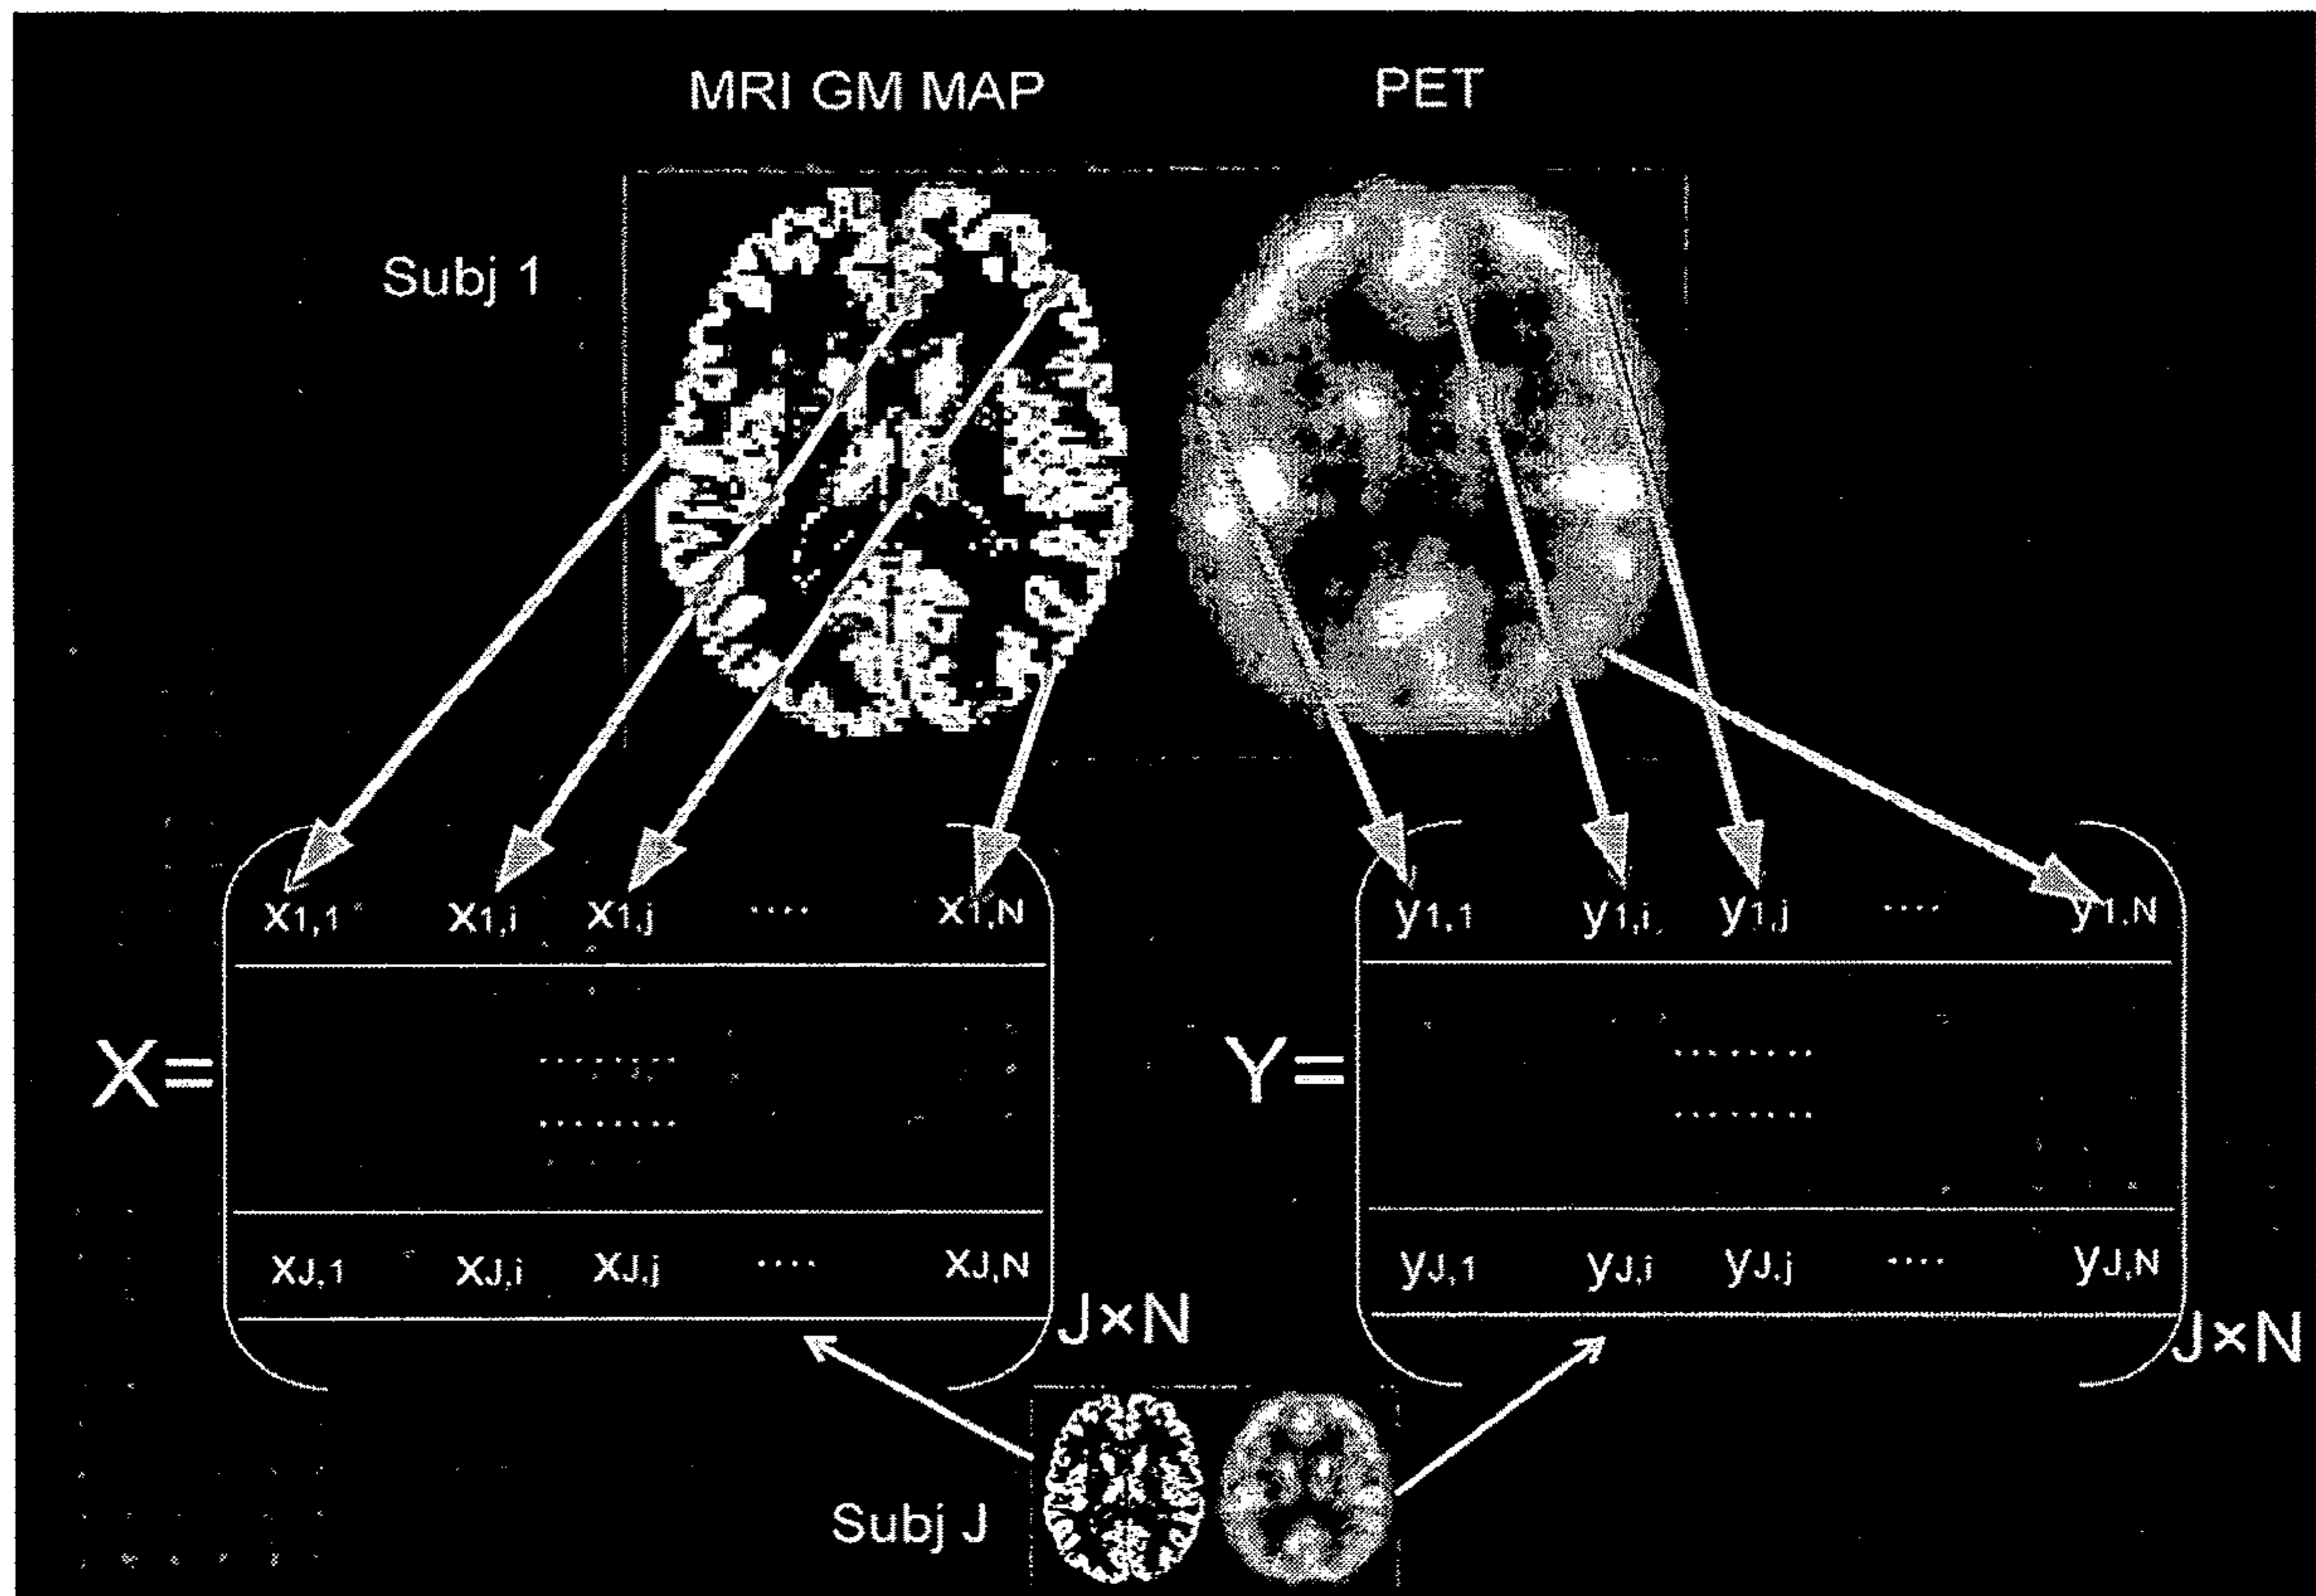 MRI GM MAP PET
Subj 1
x1,1 x1,i x1,j .... x1,N
y1,1 y1,i y1,j .... y1,N
X=
Y=
........
........
........
........
xJ,1 xJ,i xJ,j .... xJ,N
yJ,1 yJ,i yJ,j .... yJ,N
J×N
J×N
Subj J